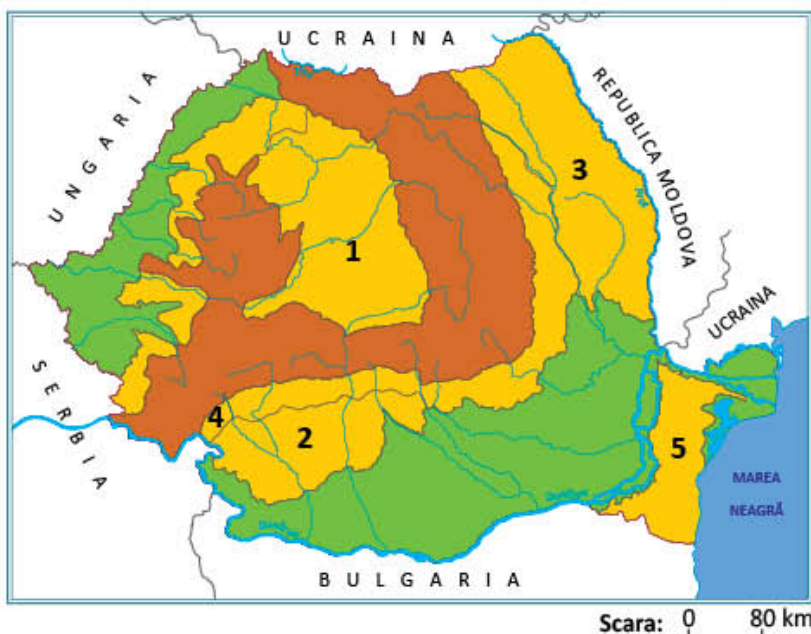 UCRAINA
UNGARIA
REPUBLICA MOLDOVA
3
1
UCRAINA
SERBIA
4
2
5
MAREA
NEAGRĂ
BULGARIA
Scara: 0 80 km